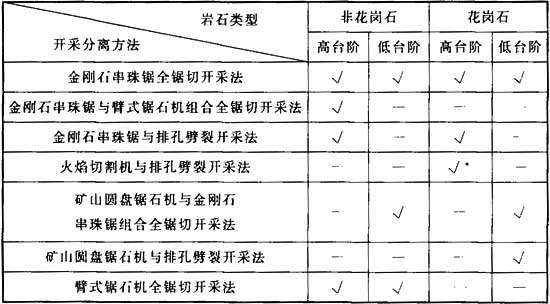 岩石类型
开采分离方法
非花岗石 花岗石
高台阶 低台阶 高台阶 低台阶
金刚石串珠锯全锯切开采法 √ √ √ √
金刚石串珠锯与臂式锯石机组合全锯切开采法 √ — — —
金刚石串珠锯与排孔劈裂开采法 √ — √ —
火焰切割机与排孔劈裂开采法 — — √* —
矿山圆盘锯石机与金刚石
串珠锯组合全锯切开采法 — √ — √
矿山圆盘锯石机与排孔劈裂开采法 — — — √
臂式锯石机全锯切开采法 √ √ — —